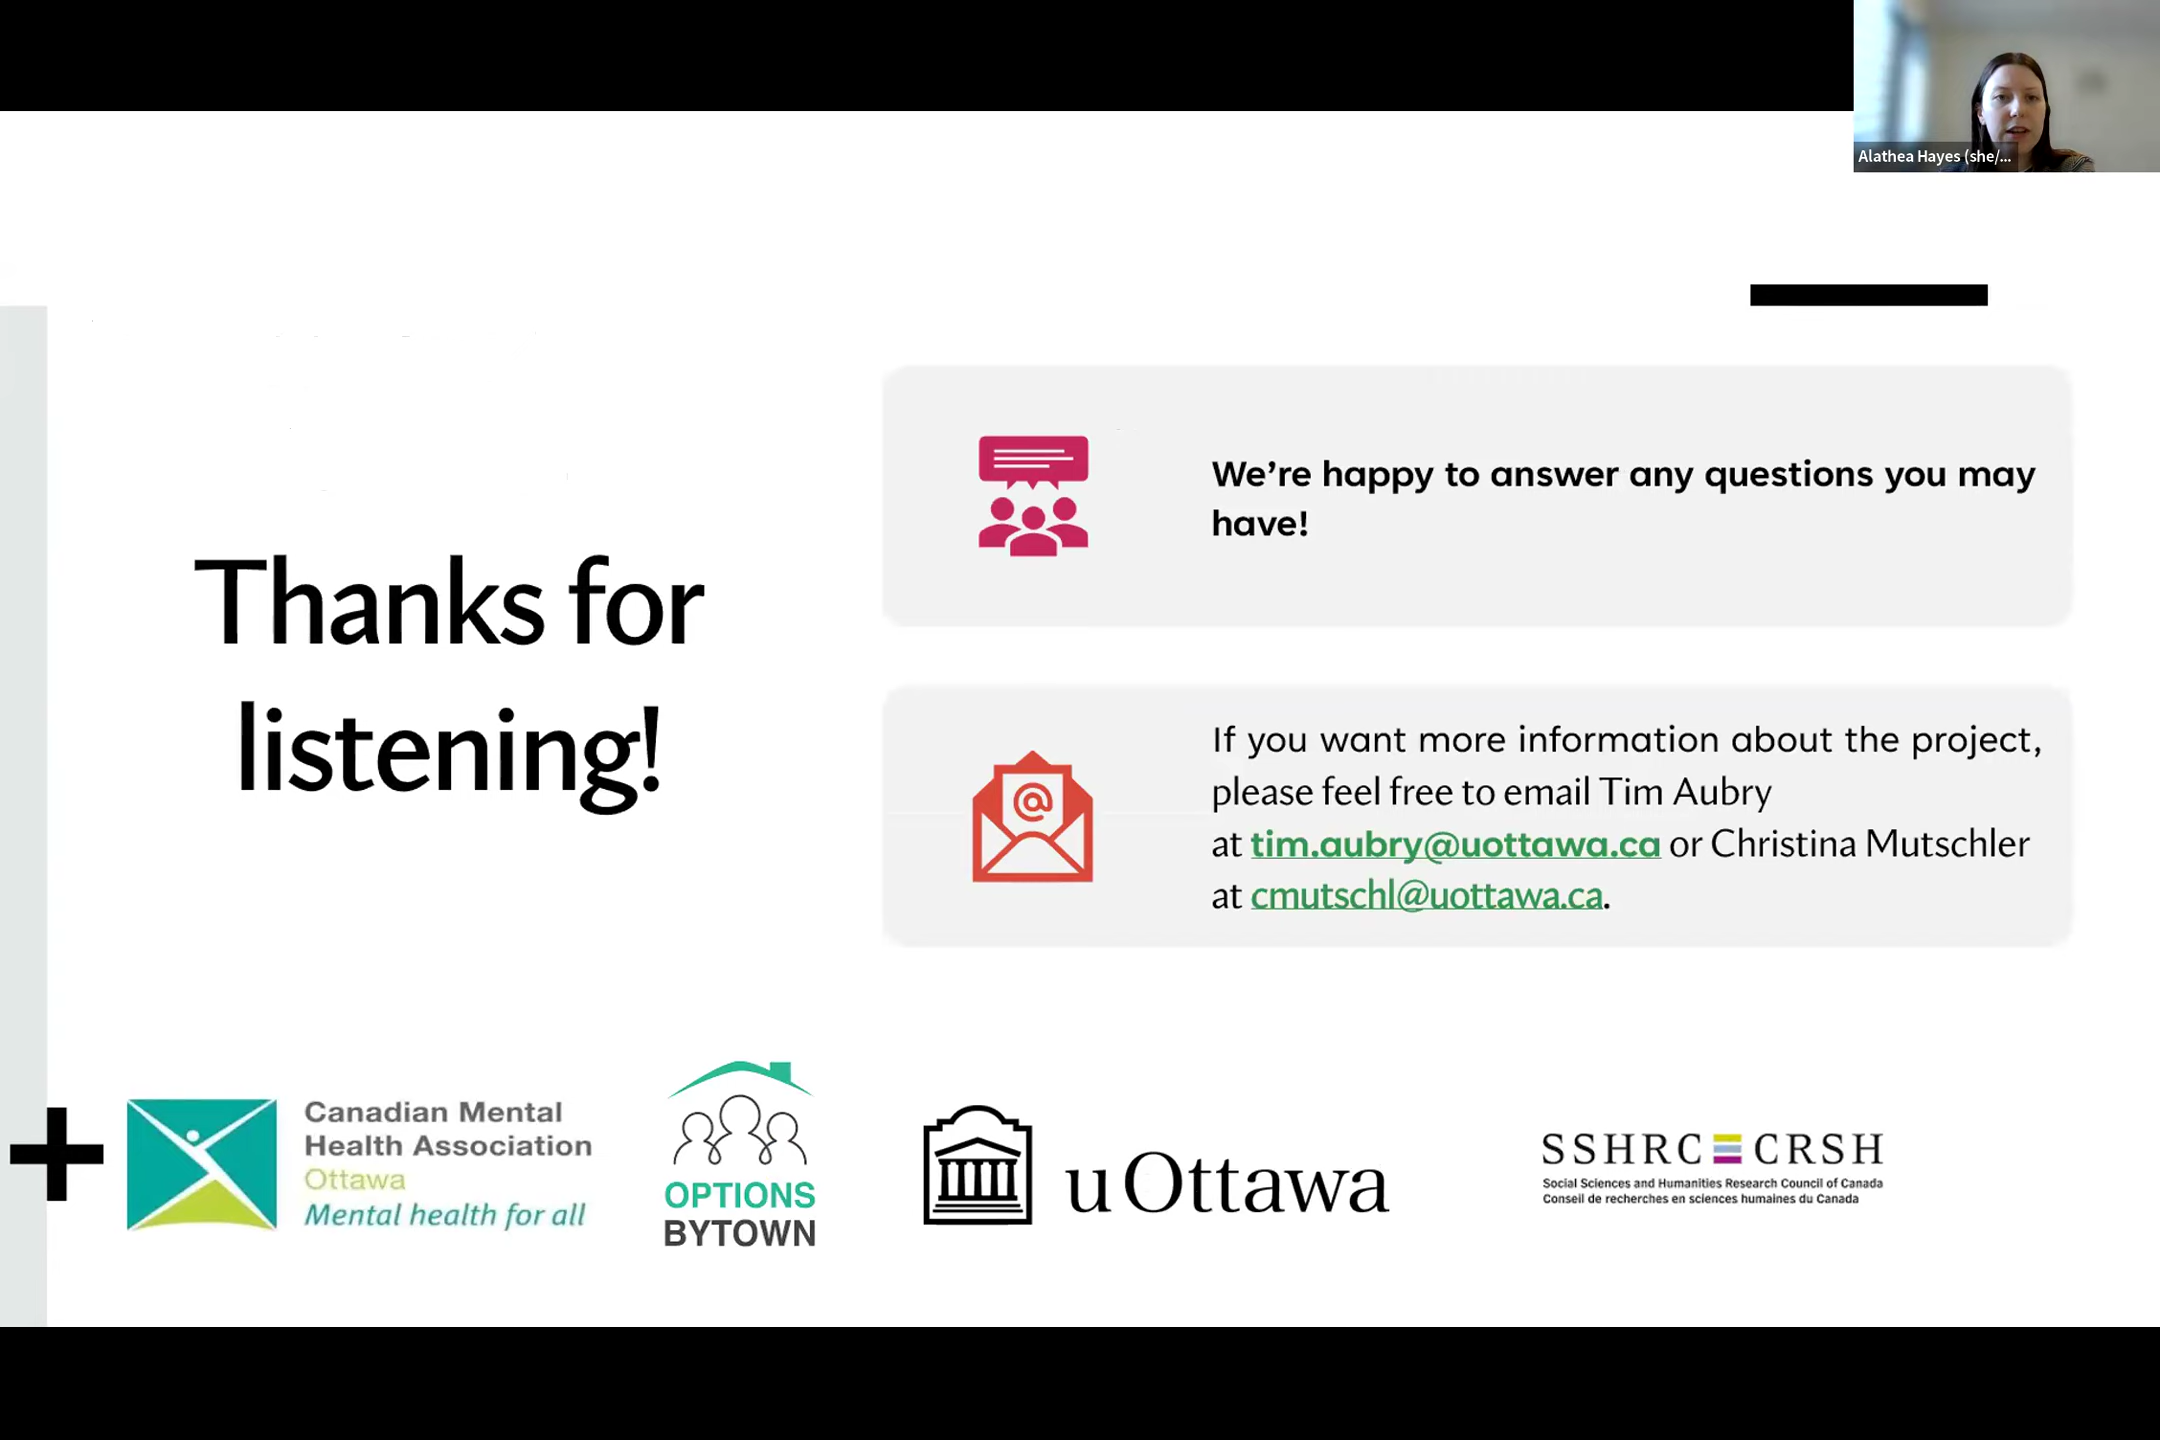 Alathea Hayes (she/...
Thanks for
listening!
We’re happy to answer any questions you may
have!
If you want more information about the project,
please feel free to email Tim Aubry
at tim.aubry@uottawa.ca or Christina Mutschler
at cmutschl@uottawa.ca.
Canadian Mental
Health Association
Ottawa
Mental health for all
OPTIONS
BYTOWN
uOttawa
SSHRC CRSH
Social Sciences and Humanities Research Council of Canada
Conseil de recherches en sciences humaines du Canada